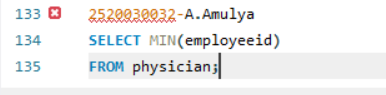 133 2520030032-A.Amulya
134 SELECT MIN(employeeid)
135 FROM physician;